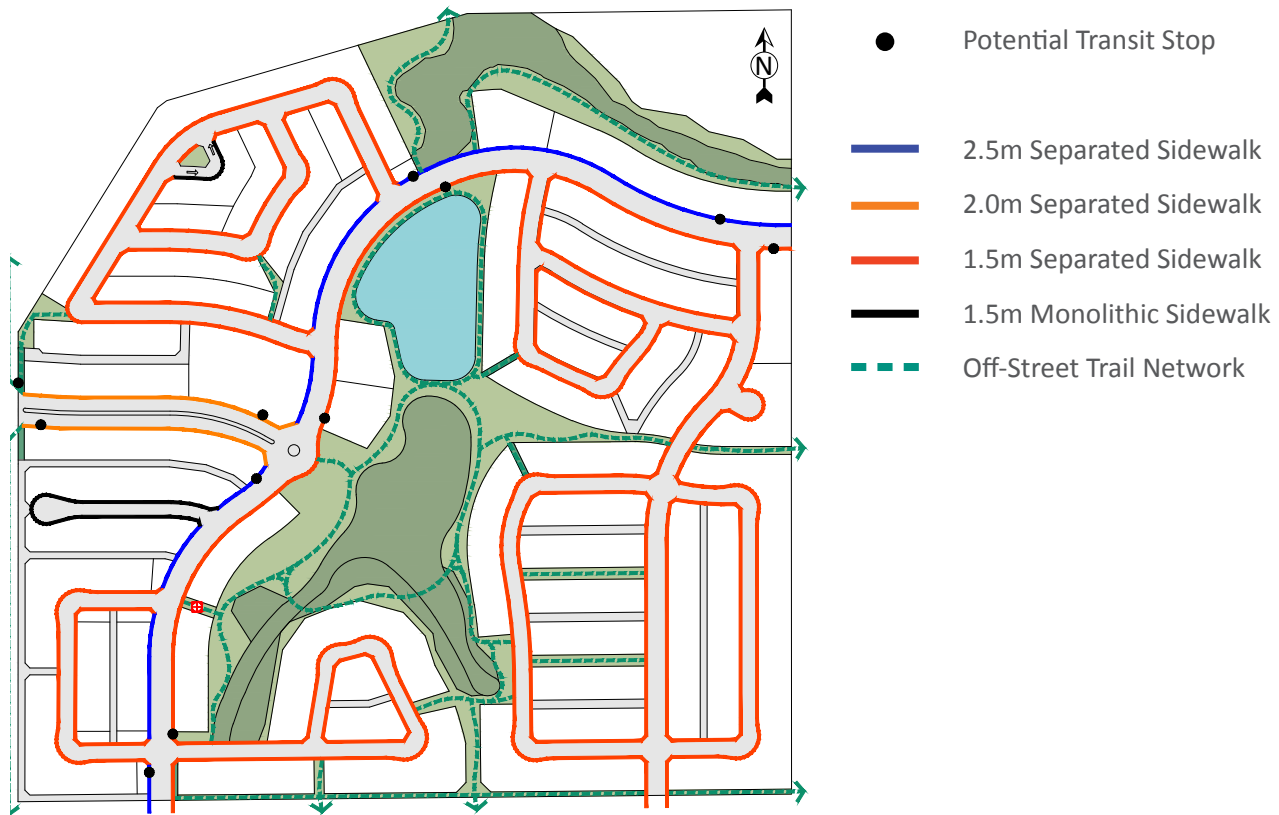 N
Potential Transit Stop
2.5m Separated Sidewalk
2.0m Separated Sidewalk
1.5m Separated Sidewalk
1.5m Monolithic Sidewalk
Off-Street Trail Network